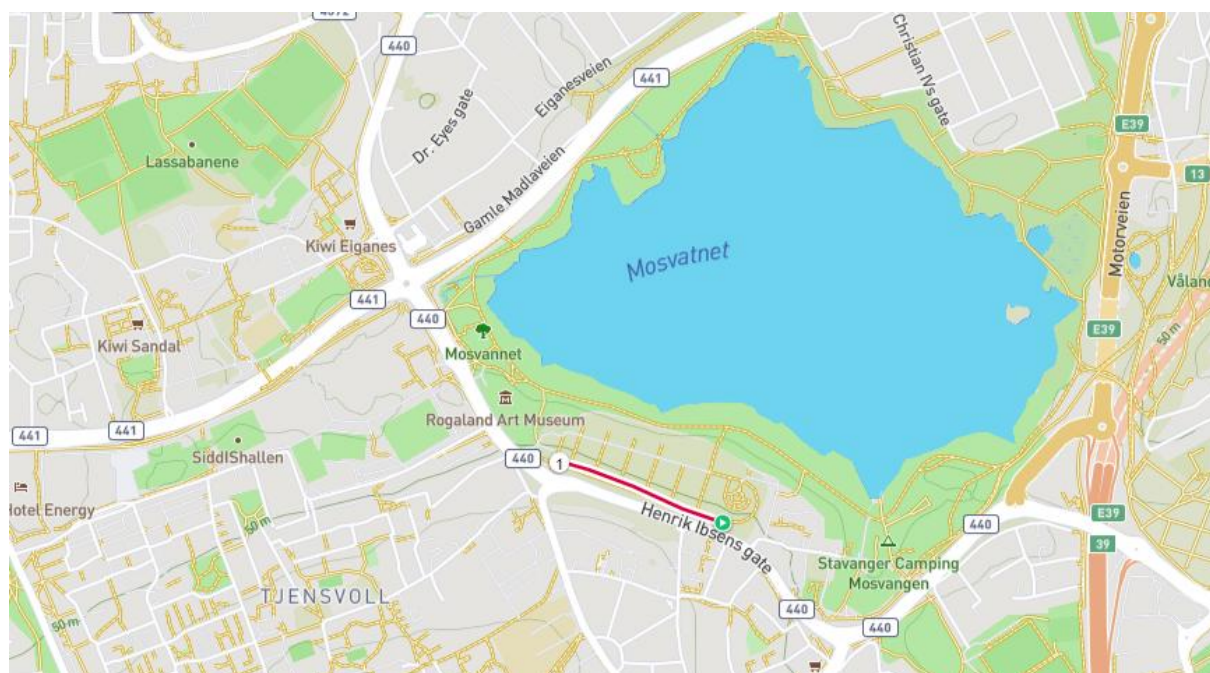 440
441
E39
13
Christian IVs gate
Eiganesveien
Dr. Eyes gate
Lassabanene
Gamle Madlaveien
Kiwi Eiganes
Mosvatnet
Motorveien
Vålan
441
440
E39
50 m
Kiwi Sandal
Mosvannet
Rogaland Art Museum
441
441
SiddIShallen
440
1
Hotel Energy
50 m
Henrik Ibsens gate
440
E39
39
Stavanger Camping
Mosvangen
TJENSVOLL
440
440
50 m